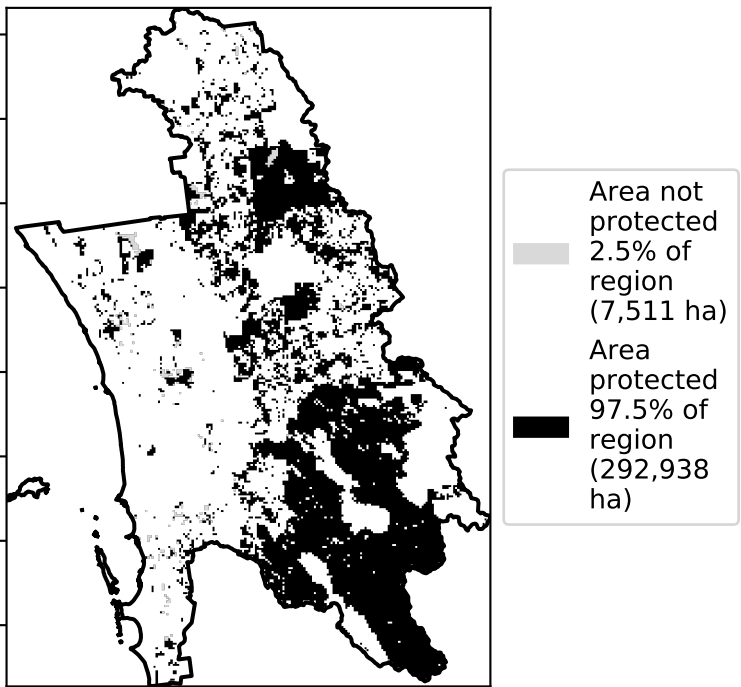 Area not
protected
2.5% of
region
(7,511 ha)
Area
protected
97.5% of
region
(292,938
ha)